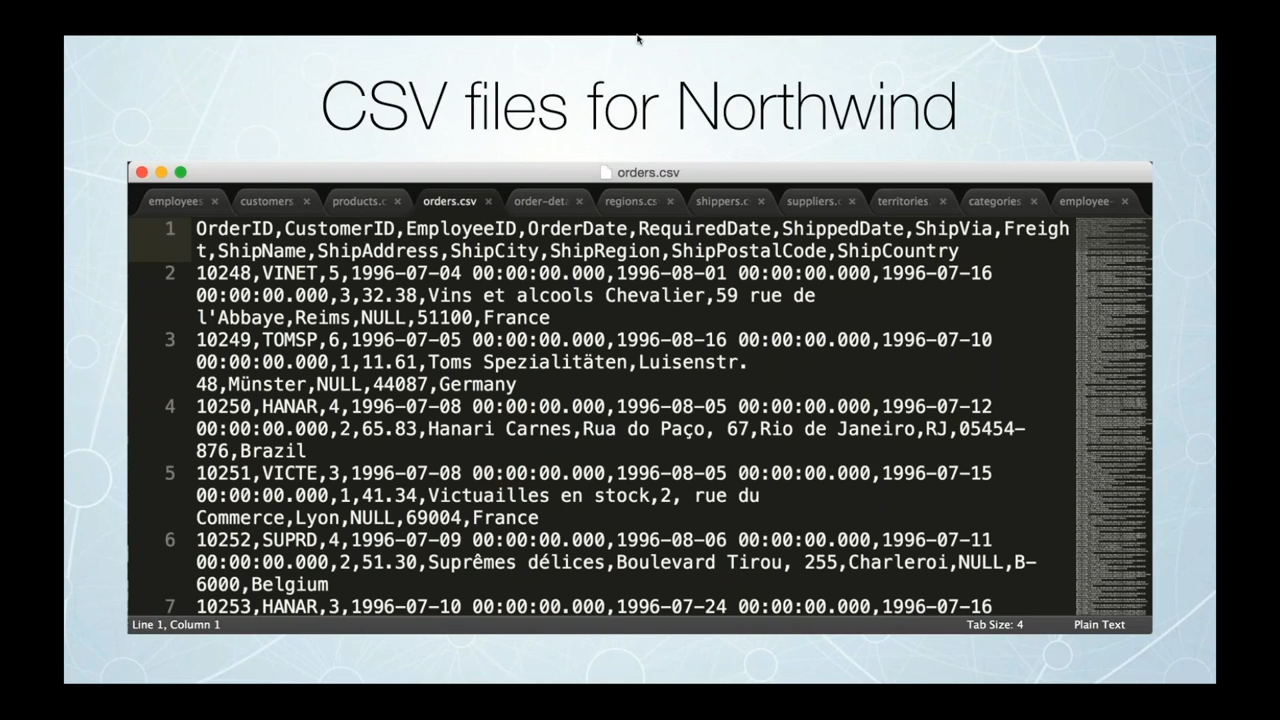 CSV files for Northwind
orders.csv
employees customers products.c orders.csv order-det regions.cs shippers.c suppliers. territories. categories employee-
1 OrderID,CustomerID,EmployeeID,OrderDate,RequiredDate,ShippedDate,ShipVia,Freigh
t,ShipName,ShipAddress,ShipCity,ShipRegion,ShipPostalCode,ShipCountry
2 10248,VINET,5,1996-07-04 00:00:00.000,1996-08-01 00:00:00.000,1996-07-16
00:00:00.000,3,32.38,Vins et alcools Chevalier,59 rue de
l'Abbaye,Reims,NULL,51100,France
3 10249,TOMSP,6,1996-07-05 00:00:00.000,1996-08-16 00:00:00.000,1996-07-10
00:00:00.000,1,11.61,Toms Spezialitäten,Luisenstr.
48,Münster,NULL,44087,Germany
4 10250,HANAR,4,1996-07-08 00:00:00.000,1996-08-05 00:00:00.000,1996-07-12
00:00:00.000,2,65.83,Hanari Carnes,Rua do Paço, 67,Rio de Janeiro,RJ,05454-
876,Brazil
5 10251,VICTE,3,1996-07-08 00:00:00.000,1996-08-05 00:00:00.000,1996-07-15
00:00:00.000,1,41.34,Victuailles en stock,2, rue du
Commerce,Lyon,NULL,69004,France
6 10252,SUPRD,4,1996-07-09 00:00:00.000,1996-08-06 00:00:00.000,1996-07-11
00:00:00.000,2,51.30,Suprêmes délices,Boulevard Tirou, 255,Charleroi,NULL,B-
6000,Belgium
7 10253,HANAR,3,1996-07-10 00:00:00.000,1996-07-24 00:00:00.000,1996-07-16
Line 1, Column 1 Tab Size: 4 Plain Text